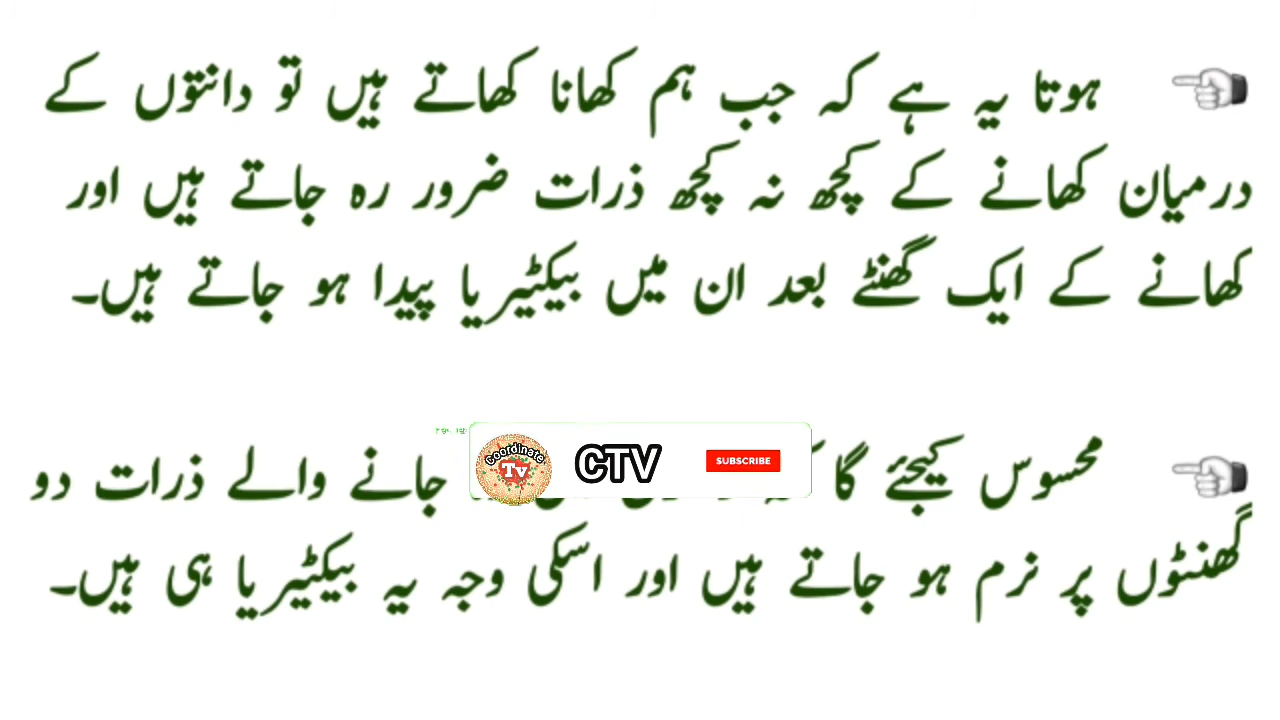 ہوتا یہ ہے کہ جب ہم کھانا کھاتے ہیں تو دانتوں کے
درمیان کھانے کے کچھ نہ کچھ ذرات ضرور رہ جاتے ہیں اور
کھانے کے ایک گھنٹے بعد ان میں بیکٹیریا پیدا ہو جاتے ہیں۔
محسوس کیجئے گا جانے والے ذرات دو
Coordinate
Tv
CTV
SUBSCRIBE
گھنٹوں پر نرم ہو جاتے ہیں اور اسکی وجہ یہ بیکٹیریا ہی ہیں۔